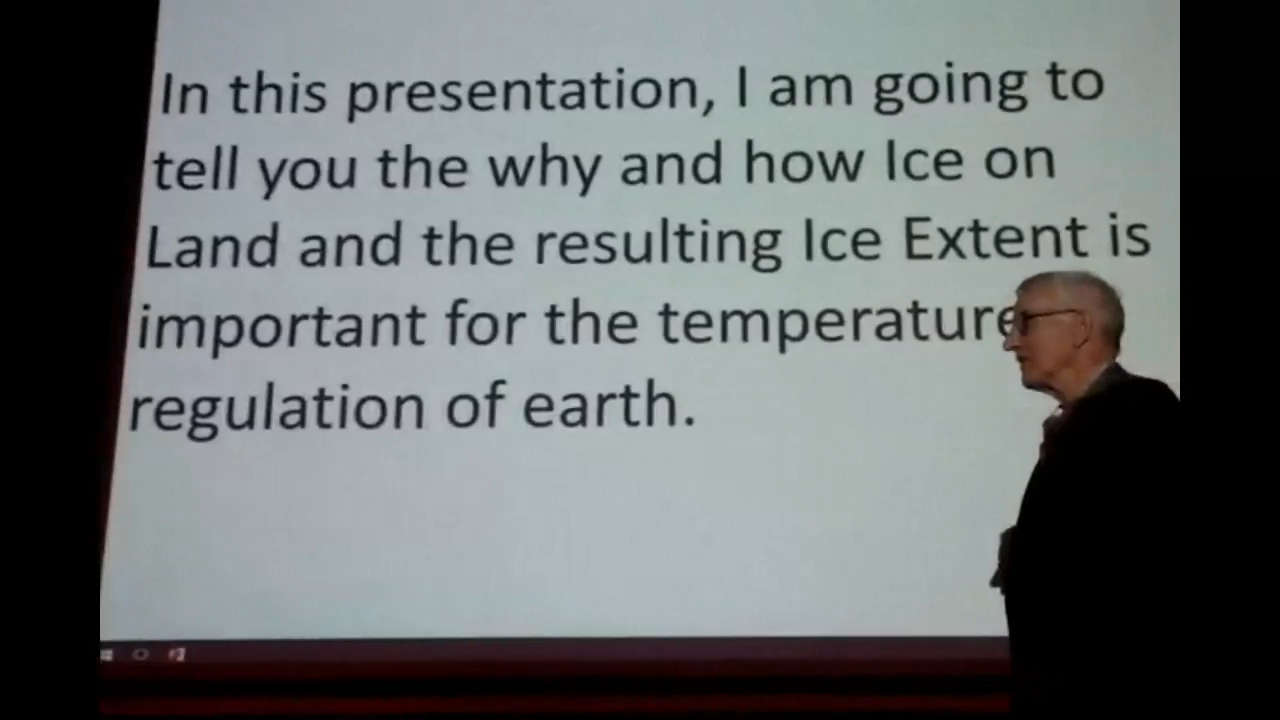 In this presentation, I am going to
tell you the why and how Ice on
Land and the resulting Ice Extent is
important for the temperature
regulation of earth.